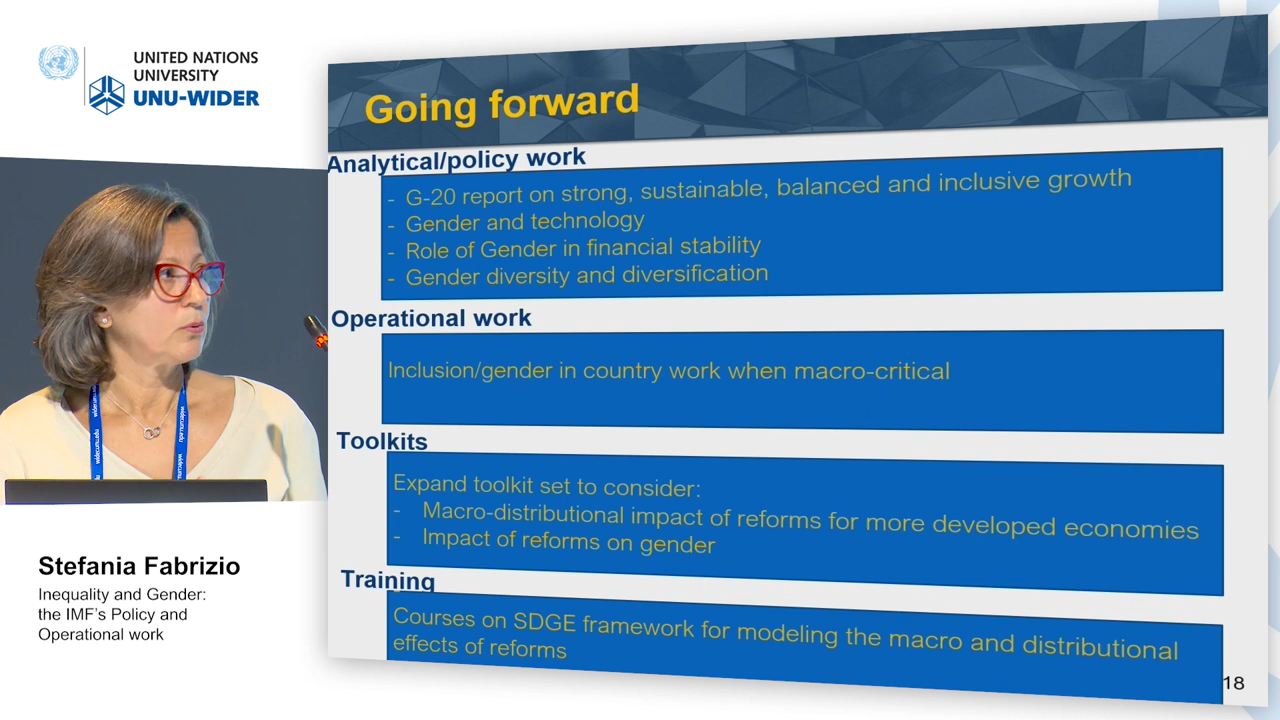 UNITED NATIONS
UNIVERSITY
UNU-WIDER
Going forward
Analytical/policy work
- G-20 report on strong, sustainable, balanced and inclusive growth
- Gender and technology
- Role of Gender in financial stability
- Gender diversity and diversification
Operational work
Inclusion/gender in country work when macro-critical
Toolkits
Expand toolkit set to consider:
- Macro-distributional impact of reforms for more developed economies
- Impact of reforms on gender
Training
Courses on SDGE framework for modeling the macro and distributional
effects of reforms
18
Stefania Fabrizio
Inequality and Gender:
the IMF's Policy and
Operational work